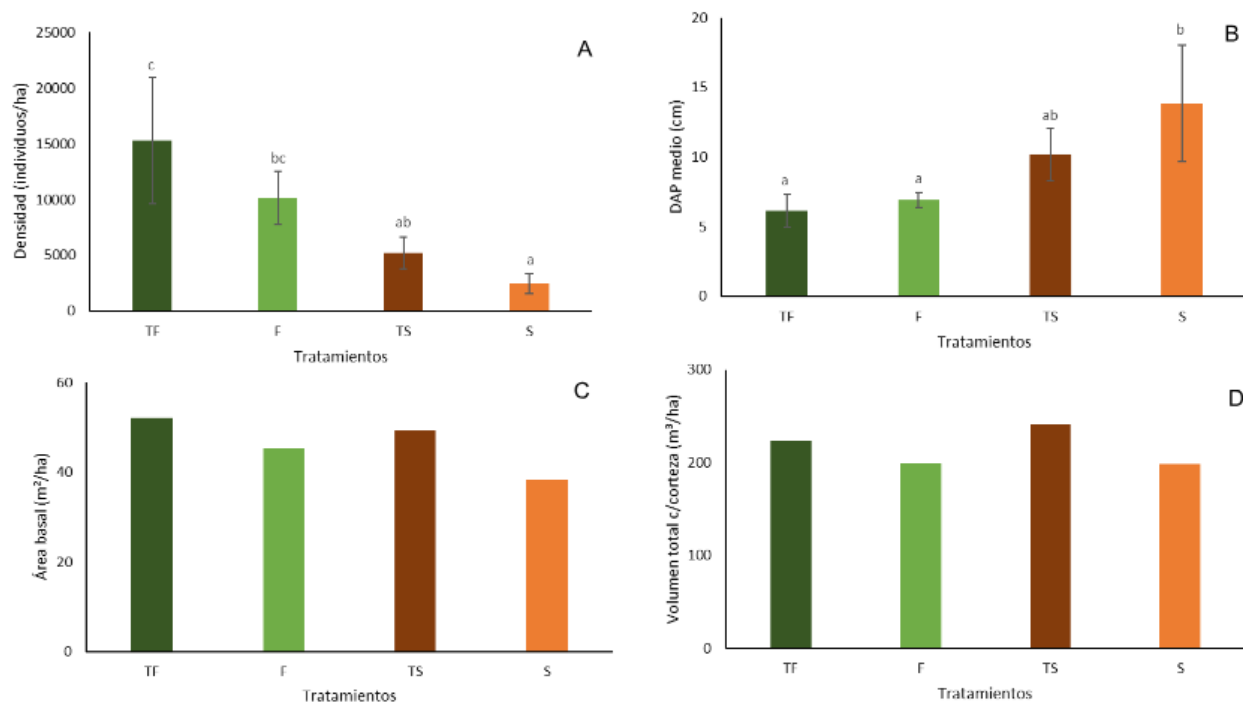 A
Densidad (individuos/ha)
25000
20000
15000
10000
5000
0
c
bc
ab
a
TF
F
TS
S
Tratamientos
B
DAP medio (cm)
20
15
10
5
0
a
a
ab
b
TF
F
TS
S
Tratamientos
C
Área basal (m²/ha)
60
40
20
0
TF
F
TS
S
Tratamientos
D
Volumen total c/corteza (m³/ha)
300
200
100
0
TF
F
TS
S
Tratamientos